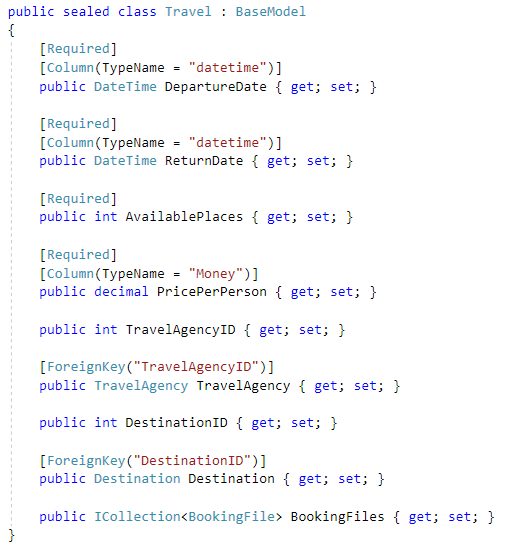 public sealed class Travel : BaseModel
{
[Required]
[Column(TypeName = "datetime")]
public DateTime DepartureDate { get; set; }
[Required]
[Column(TypeName = "datetime")]
public DateTime ReturnDate { get; set; }
[Required]
public int AvailablePlaces { get; set; }
[Required]
[Column(TypeName = "Money")]
public decimal PricePerPerson { get; set; }
public int TravelAgencyID { get; set; }
[ForeignKey("TravelAgencyID")]
public TravelAgency TravelAgency { get; set; }
public int DestinationID { get; set; }
[ForeignKey("DestinationID")]
public Destination Destination { get; set; }
public ICollection<BookingFile> BookingFiles { get; set; }
}